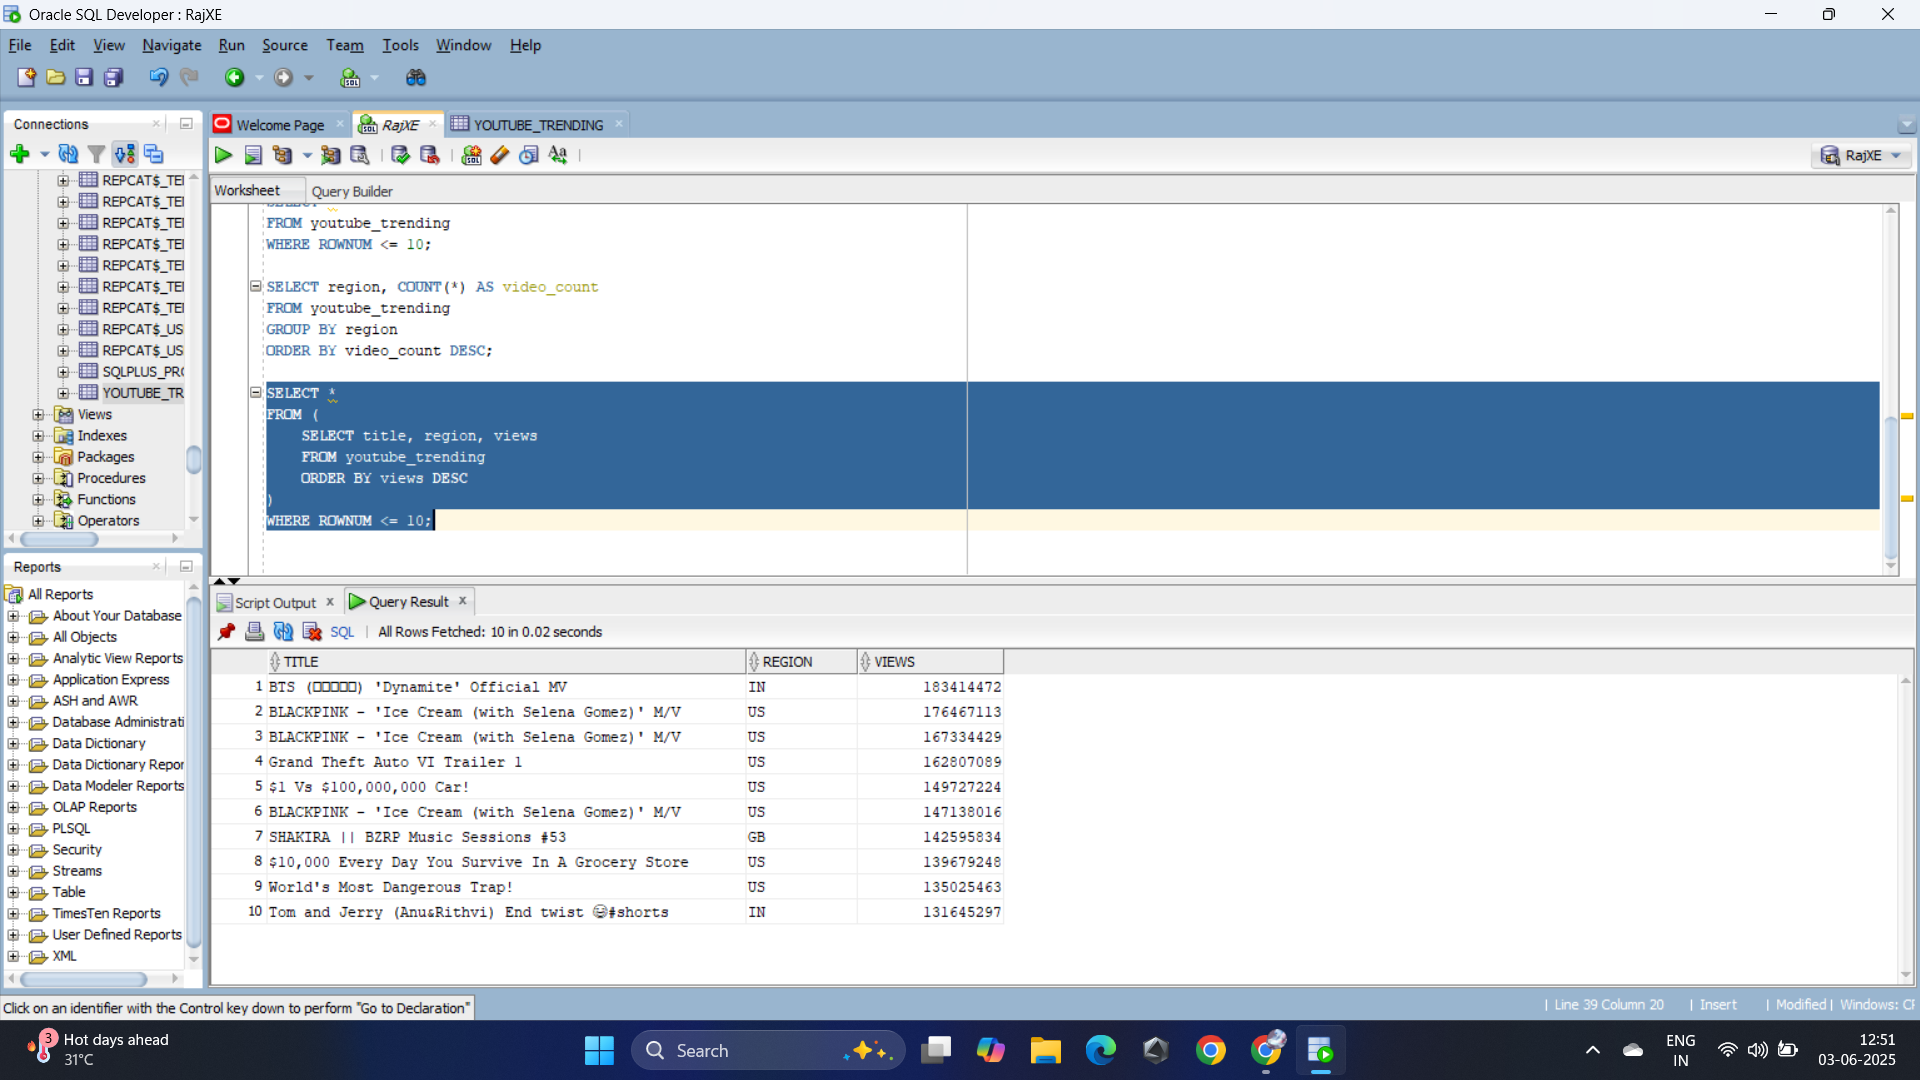 Oracle SQL Developer : RajXE
File Edit View Navigate Run Source Team Tools Window Help
Connections
Welcome Page
RajXE
YOUTUBE_TRENDING
RajXE
Worksheet
Query Builder
REPCAT$_TEI
REPCAT$_TEI
REPCAT$_TEI
REPCAT$_TEI
REPCAT$_TEI
REPCAT$_TEI
REPCAT$_TEI
REPCAT$_US
REPCAT$_US
SQLPLUS_PRO
YOUTUBE_TR
Views
Indexes
Packages
Procedures
Functions
Operators
SELECT *
FROM youtube_trending
WHERE ROWNUM <= 10;
SELECT region, COUNT(*) AS video_count
FROM youtube_trending
GROUP BY region
ORDER BY video_count DESC;
SELECT *
FROM (
SELECT title, region, views
FROM youtube_trending
ORDER BY views DESC
)
WHERE ROWNUM <= 10;
Reports
All Reports
About Your Database
All Objects
Analytic View Reports
Application Express
ASH and AWR
Database Administrati
Data Dictionary
Data Dictionary Repor
Data Modeler Reports
OLAP Reports
PLSQL
Security
Streams
Table
TimesTen Reports
User Defined Reports
XML
Script Output
Query Result
SQL | All Rows Fetched: 10 in 0.02 seconds
TITLE REGION VIEWS
1 BTS (□□□□□) 'Dynamite' Official MV IN 183414472
2 BLACKPINK - 'Ice Cream (with Selena Gomez)' M/V US 176467113
3 BLACKPINK - 'Ice Cream (with Selena Gomez)' M/V US 167334429
4 Grand Theft Auto VI Trailer 1 US 162807089
5 $1 Vs $100,000,000 Car! US 149727224
6 BLACKPINK - 'Ice Cream (with Selena Gomez)' M/V US 147138016
7 SHAKIRA || BZRP Music Sessions #53 GB 142595834
8 $10,000 Every Day You Survive In A Grocery Store US 139679248
9 World's Most Dangerous Trap! US 135025463
10 Tom and Jerry (Anu&Rithvi) End twist 😂#shorts IN 131645297
Click on an identifier with the Control key down to perform "Go to Declaration"
| Line 39 Column 20 | Insert | Modified | Windows: CF
3
Hot days ahead
31°C
Search
ENG
IN
12:51
03-06-2025